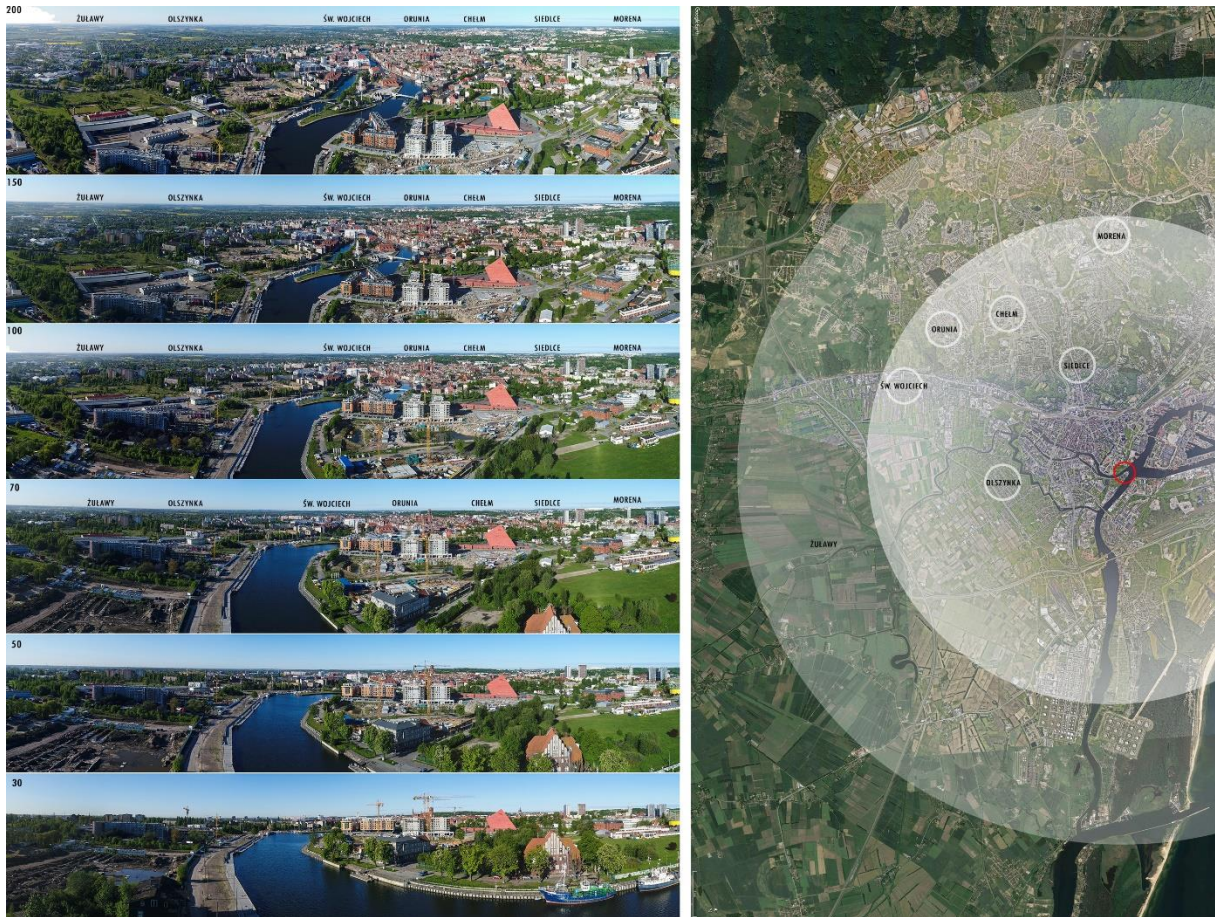 200
ŻUŁAWY OLSZYNKA ŚW. WOJCIECH ORUNIA CHEŁM SIEDLCE MORENA
150
ŻUŁAWY OLSZYNKA ŚW. WOJCIECH ORUNIA CHEŁM SIEDLCE MORENA
100
ŻUŁAWY OLSZYNKA ŚW. WOJCIECH ORUNIA CHEŁM SIEDLCE MORENA
70
ŻUŁAWY OLSZYNKA ŚW. WOJCIECH ORUNIA CHEŁM SIEDLCE MORENA
50
30
MORENA
CHEŁM
ORUNIA
SIEDLCE
ŚW. WOJCIECH
OLSZYNKA
ŻUŁAWY